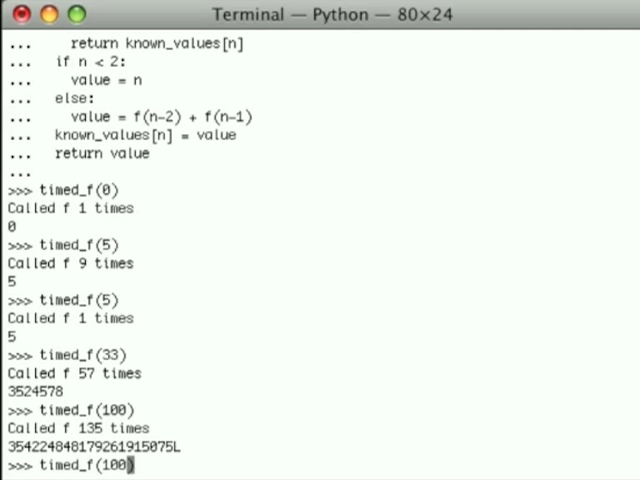 Terminal — Python — 80×24
...     return known_values[n]
...   if n < 2:
...     value = n
...   else:
...     value = f(n-2) + f(n-1)
...   known_values[n] = value
...   return value
...
>>> timed_f(0)
Called f 1 times
0
>>> timed_f(5)
Called f 9 times
5
>>> timed_f(5)
Called f 1 times
5
>>> timed_f(33)
Called f 57 times
3524578
>>> timed_f(100)
Called f 135 times
354224848179261915075L
>>> timed_f(100)